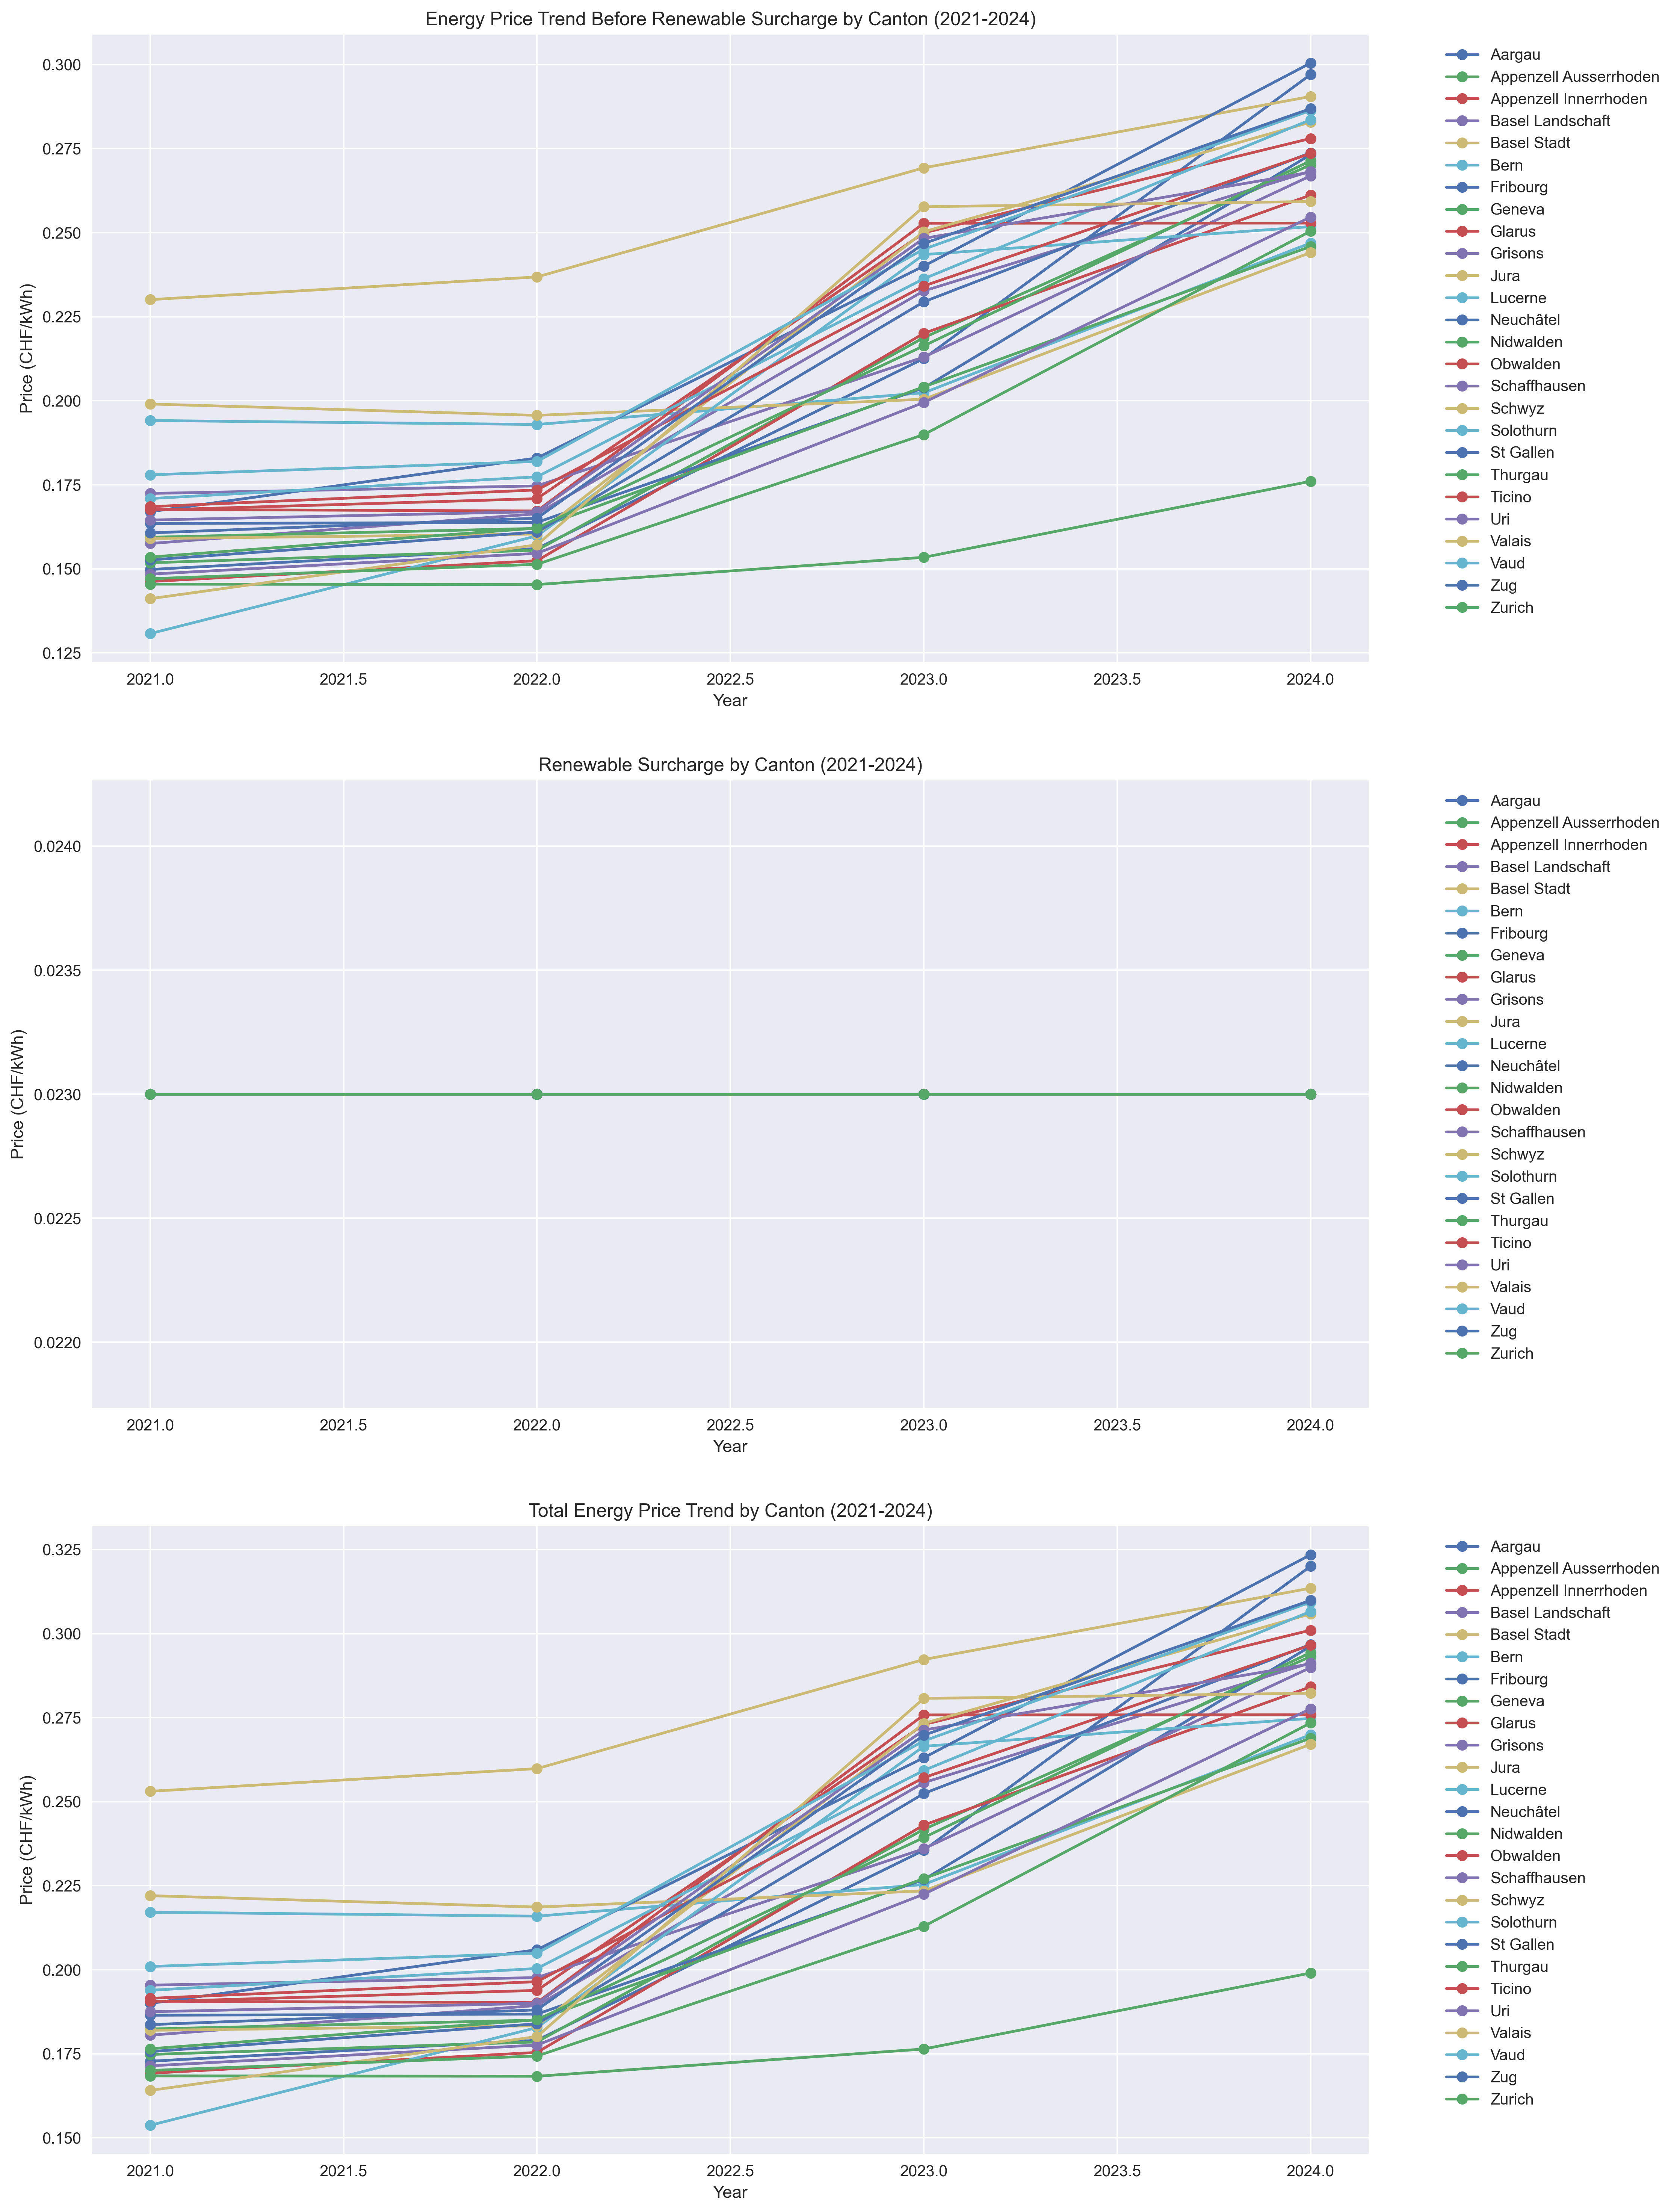 Energy Price Trend Before Renewable Surcharge by Canton (2021-2024)
Price (CHF/kWh)
0.300
0.275
0.250
0.225
0.200
0.175
0.150
0.125
2021.0 2021.5 2022.0 2022.5 2023.0 2023.5 2024.0
Year
Aargau
Appenzell Ausserrhoden
Appenzell Innerrhoden
Basel Landschaft
Basel Stadt
Bern
Fribourg
Geneva
Glarus
Grisons
Jura
Lucerne
Neuchâtel
Nidwalden
Obwalden
Schaffhausen
Schwyz
Solothurn
St Gallen
Thurgau
Ticino
Uri
Valais
Vaud
Zug
Zurich
Renewable Surcharge by Canton (2021-2024)
Price (CHF/kWh)
0.0240
0.0235
0.0230
0.0225
0.0220
2021.0 2021.5 2022.0 2022.5 2023.0 2023.5 2024.0
Year
Aargau
Appenzell Ausserrhoden
Appenzell Innerrhoden
Basel Landschaft
Basel Stadt
Bern
Fribourg
Geneva
Glarus
Grisons
Jura
Lucerne
Neuchâtel
Nidwalden
Obwalden
Schaffhausen
Schwyz
Solothurn
St Gallen
Thurgau
Ticino
Uri
Valais
Vaud
Zug
Zurich
Total Energy Price Trend by Canton (2021-2024)
Price (CHF/kWh)
0.325
0.300
0.275
0.250
0.225
0.200
0.175
0.150
2021.0 2021.5 2022.0 2022.5 2023.0 2023.5 2024.0
Year
Aargau
Appenzell Ausserrhoden
Appenzell Innerrhoden
Basel Landschaft
Basel Stadt
Bern
Fribourg
Geneva
Glarus
Grisons
Jura
Lucerne
Neuchâtel
Nidwalden
Obwalden
Schaffhausen
Schwyz
Solothurn
St Gallen
Thurgau
Ticino
Uri
Valais
Vaud
Zug
Zurich